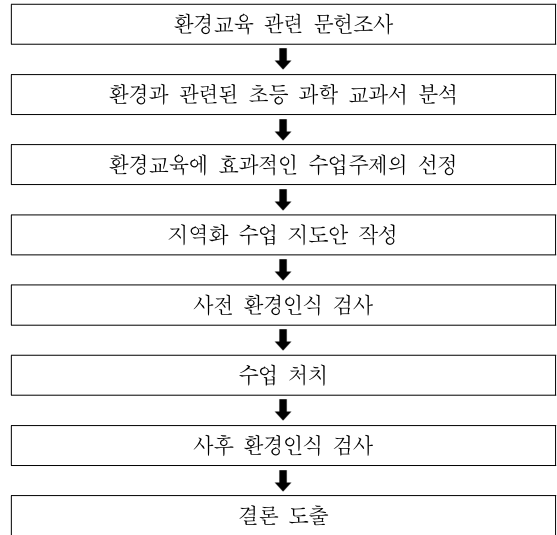 환경교육 관련 문헌조사
환경과 관련된 초등 과학 교과서 분석
환경교육에 효과적인 수업주제의 선정
지역화 수업 지도안 작성
사전 환경인식 검사
수업 처치
사후 환경인식 검사
결론 도출